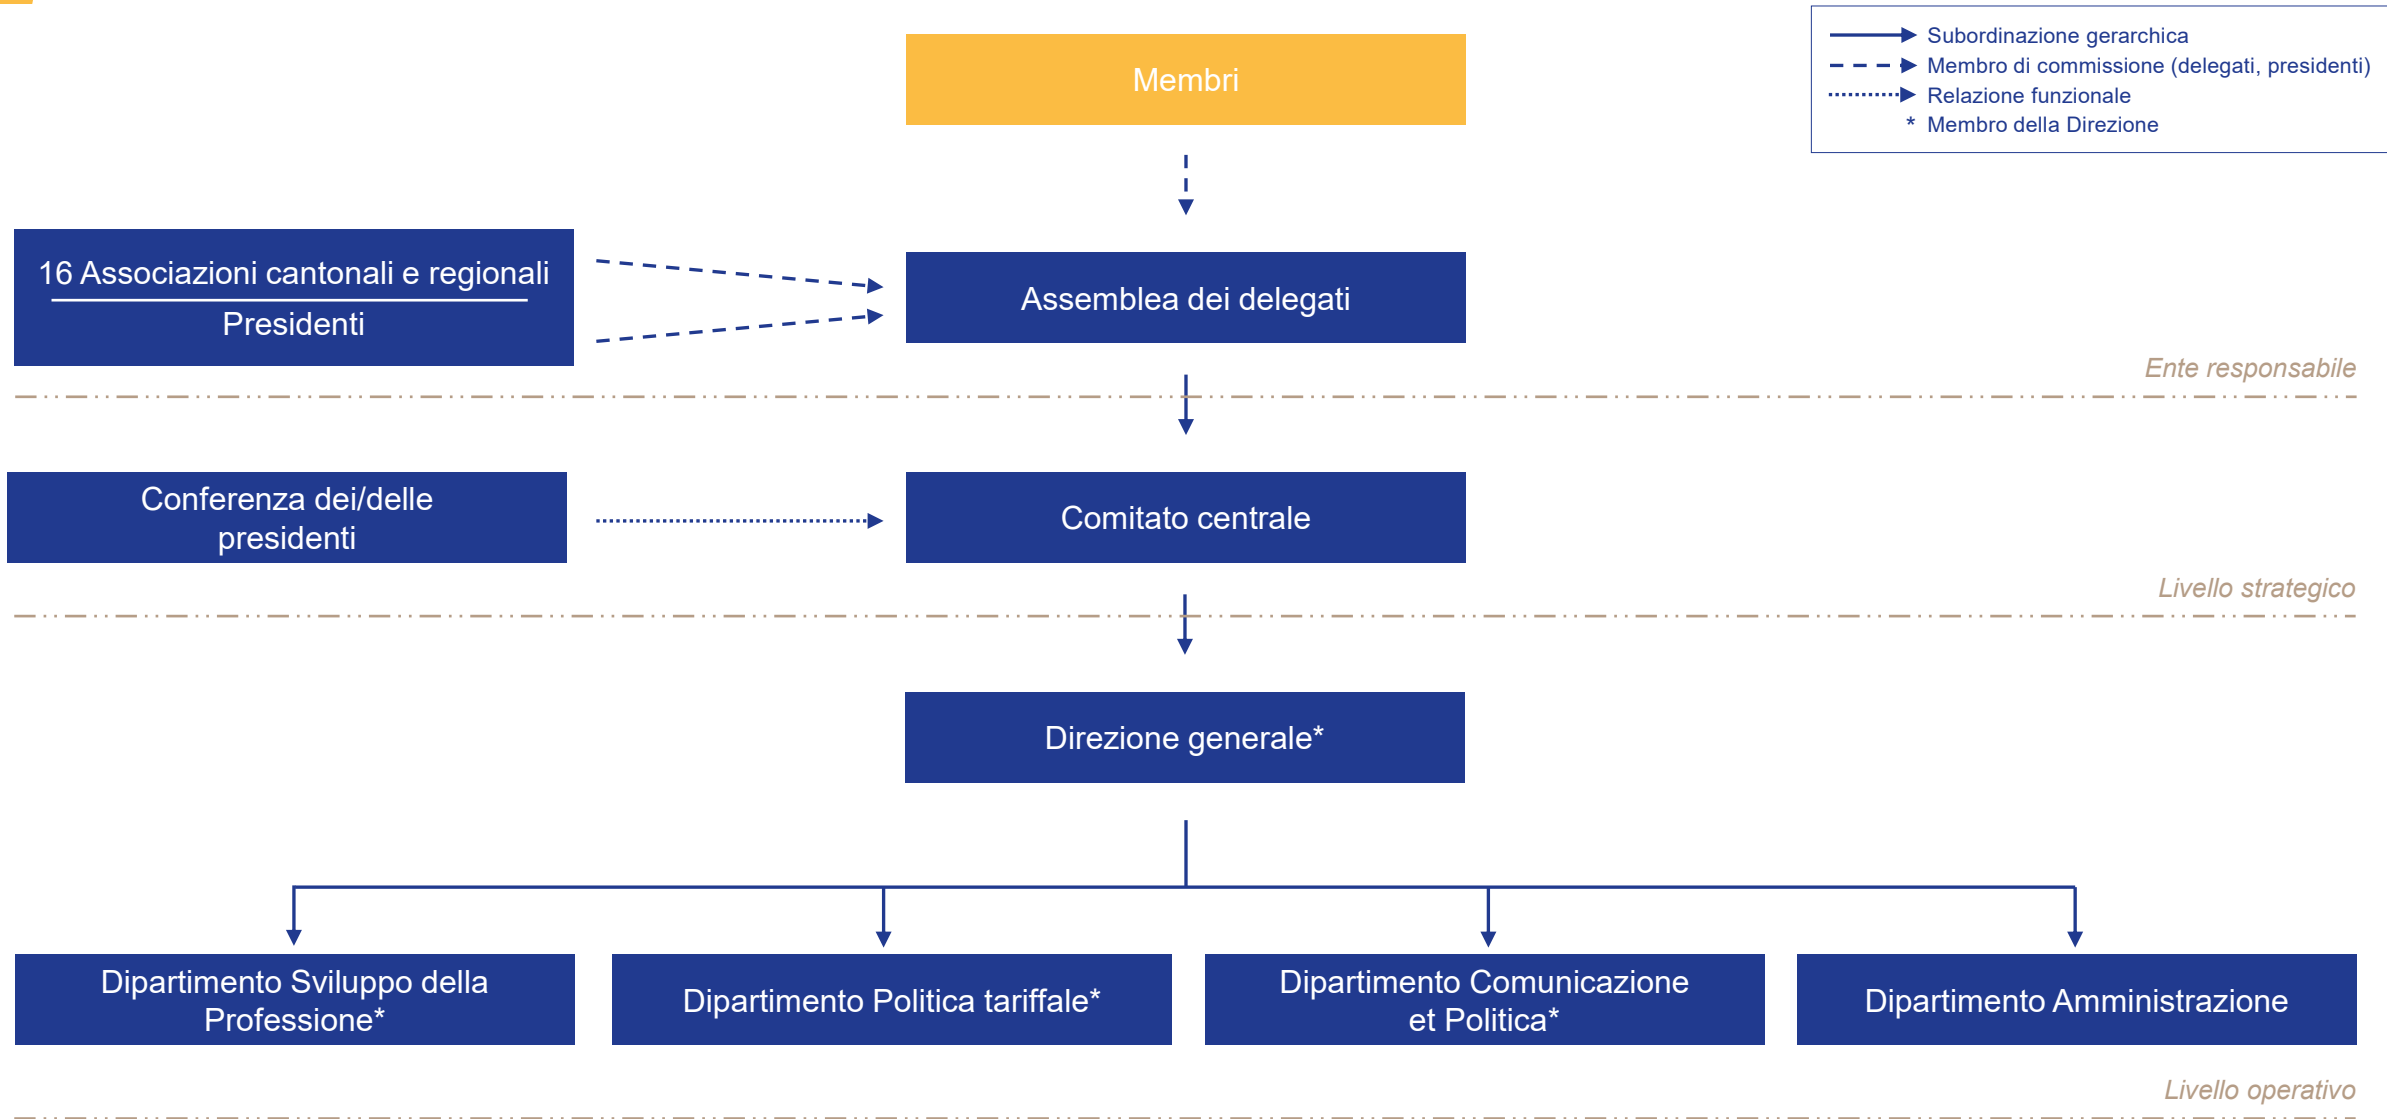 Subordinazione gerarchica
Membro di commissione (delegati, presidenti)
Relazione funzionale
* Membro della Direzione
Membri
16 Associazioni cantonali e regionali
Presidenti
Assemblea dei delegati
Ente responsabile
Conferenza dei/delle
presidenti
Comitato centrale
Livello strategico
Direzione generale*
Dipartimento Sviluppo della
Professione*
Dipartimento Politica tariffale*
Dipartimento Comunicazione
et Politica*
Dipartimento Amministrazione
Livello operativo